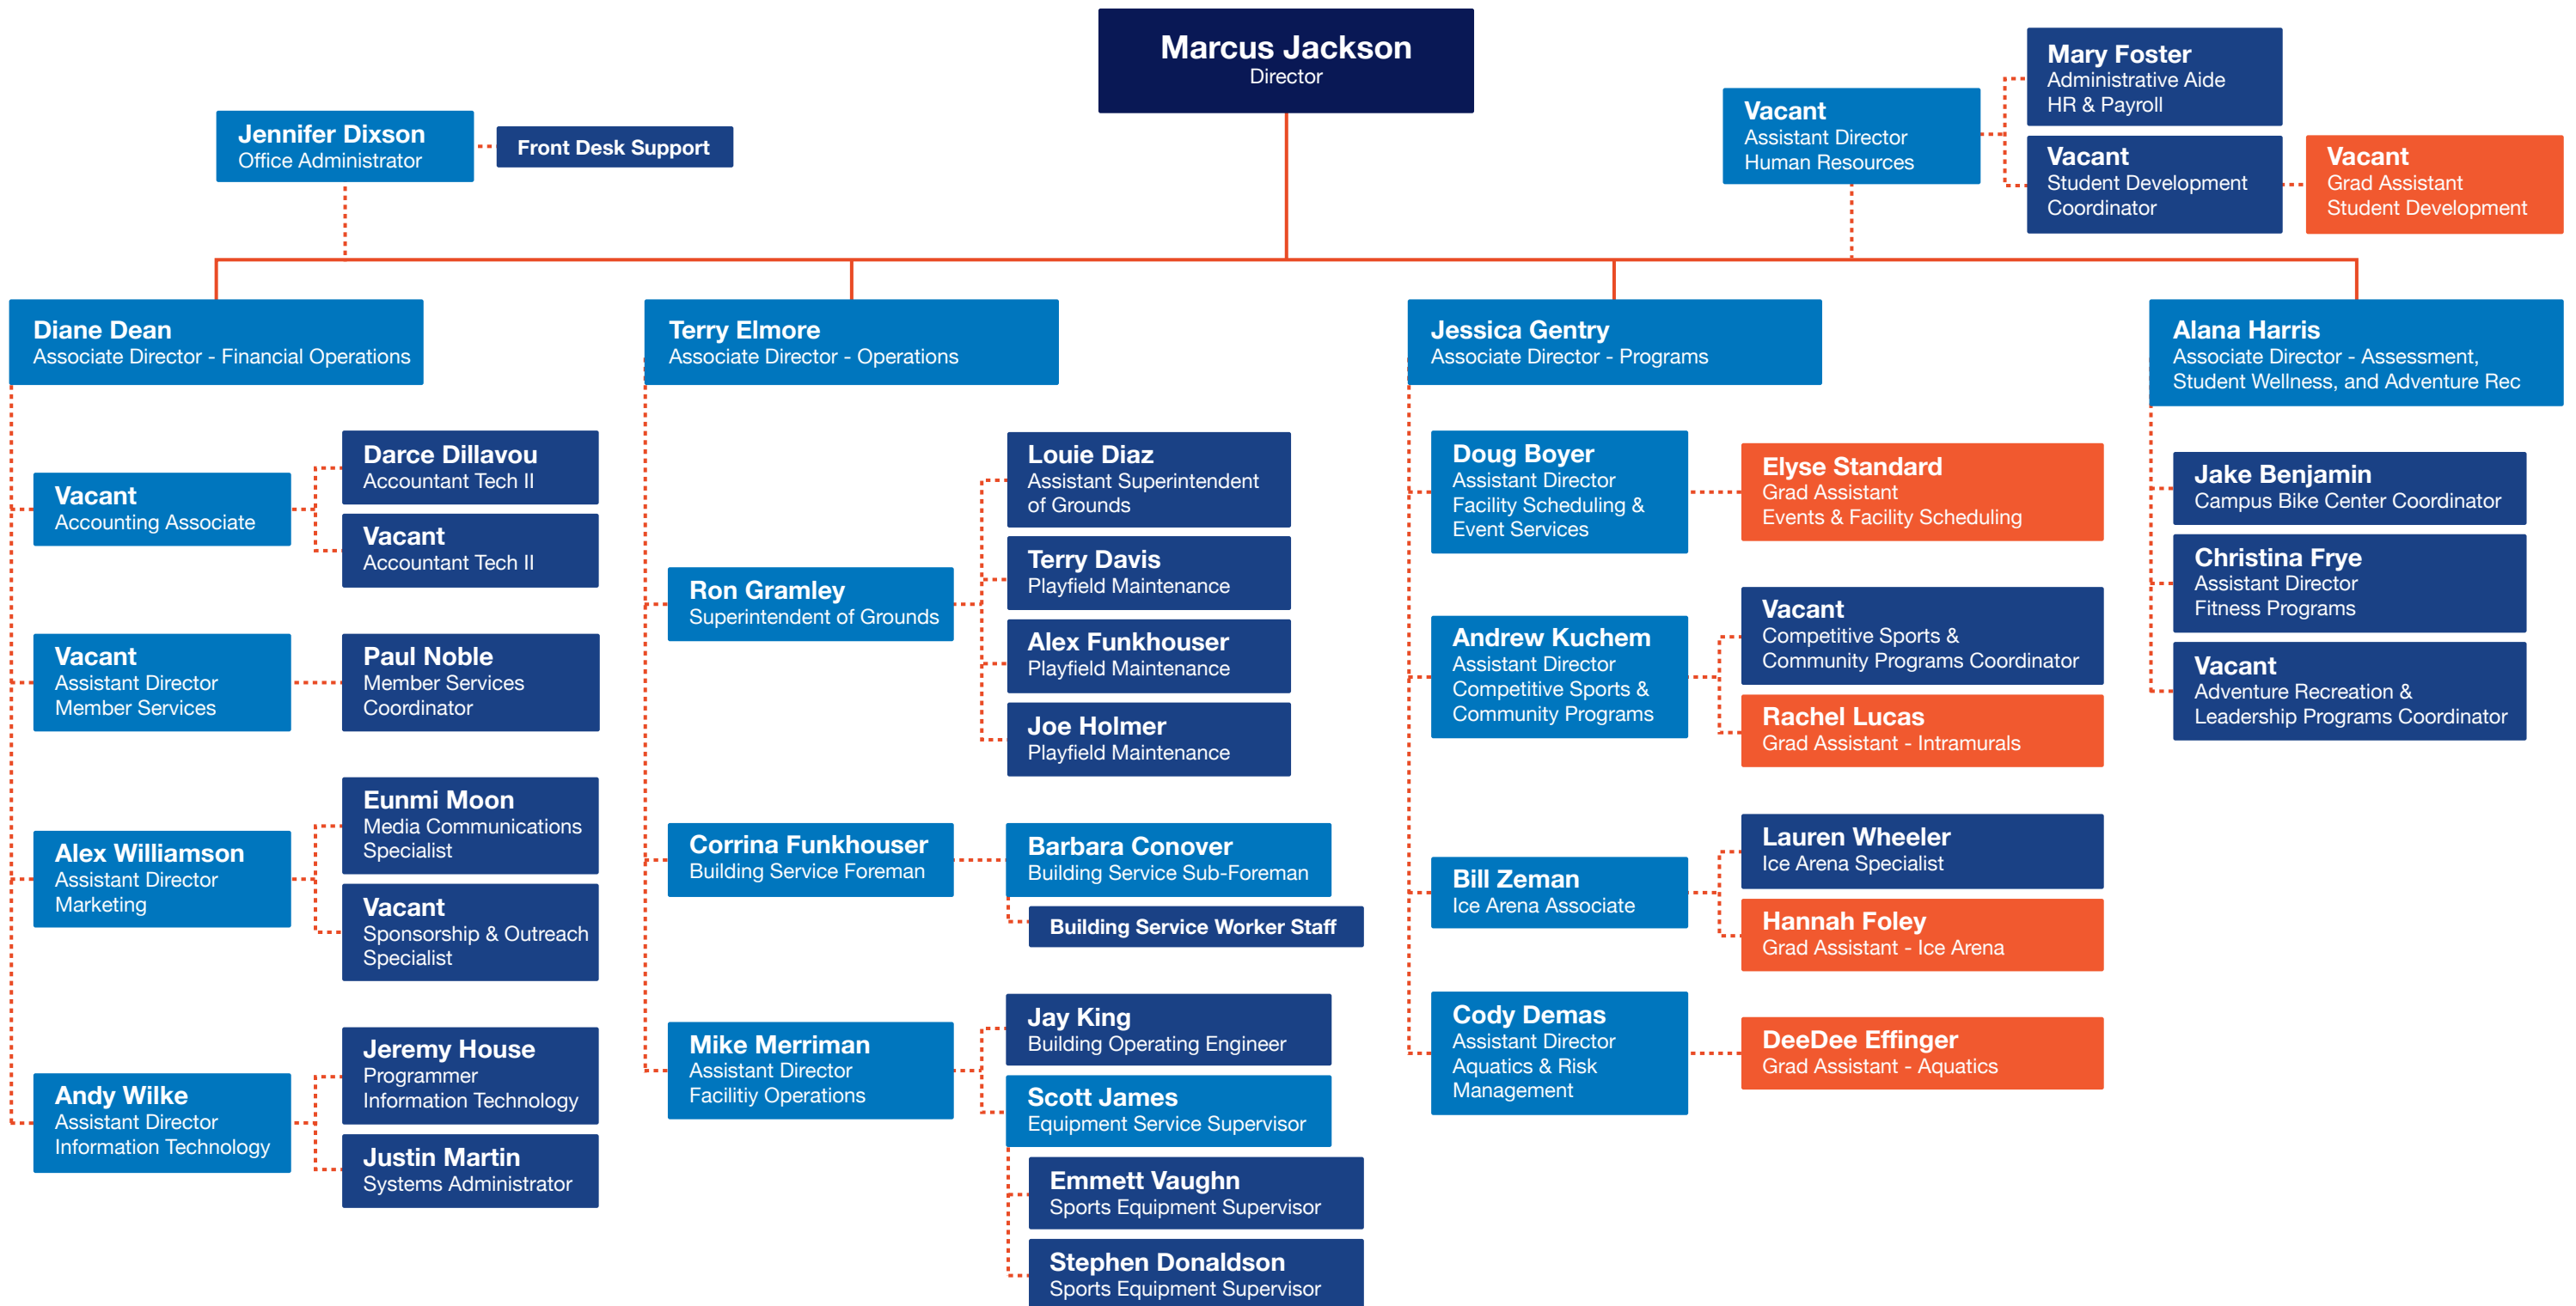 Marcus Jackson
Director
Jennifer Dixson
Office Administrator
Front Desk Support
Vacant
Assistant Director
Human Resources
Mary Foster
Administrative Aide
HR & Payroll
Vacant
Student Development
Coordinator
Vacant
Grad Assistant
Student Development
Diane Dean
Associate Director - Financial Operations
Vacant
Accounting Associate
Darce Dillavou
Accountant Tech II
Vacant
Accountant Tech II
Vacant
Assistant Director
Member Services
Paul Noble
Member Services
Coordinator
Alex Williamson
Assistant Director
Marketing
Eunmi Moon
Media Communications
Specialist
Vacant
Sponsorship & Outreach
Specialist
Andy Wilke
Assistant Director
Information Technology
Jeremy House
Programmer
Information Technology
Justin Martin
Systems Administrator
Terry Elmore
Associate Director - Operations
Ron Gramley
Superintendent of Grounds
Louie Diaz
Assistant Superintendent
of Grounds
Terry Davis
Playfield Maintenance
Alex Funkhouser
Playfield Maintenance
Joe Holmer
Playfield Maintenance
Corrina Funkhouser
Building Service Foreman
Barbara Conover
Building Service Sub-Foreman
Building Service Worker Staff
Mike Merriman
Assistant Director
Facilitiy Operations
Jay King
Building Operating Engineer
Scott James
Equipment Service Supervisor
Emmett Vaughn
Sports Equipment Supervisor
Stephen Donaldson
Sports Equipment Supervisor
Jessica Gentry
Associate Director - Programs
Doug Boyer
Assistant Director
Facility Scheduling &
Event Services
Elyse Standard
Grad Assistant
Events & Facility Scheduling
Andrew Kuchem
Assistant Director
Competitive Sports &
Community Programs
Vacant
Competitive Sports &
Community Programs Coordinator
Rachel Lucas
Grad Assistant - Intramurals
Bill Zeman
Ice Arena Associate
Lauren Wheeler
Ice Arena Specialist
Hannah Foley
Grad Assistant - Ice Arena
Cody Demas
Assistant Director
Aquatics & Risk
Management
DeeDee Effinger
Grad Assistant - Aquatics
Alana Harris
Associate Director - Assessment,
Student Wellness, and Adventure Rec
Jake Benjamin
Campus Bike Center Coordinator
Christina Frye
Assistant Director
Fitness Programs
Vacant
Adventure Recreation &
Leadership Programs Coordinator